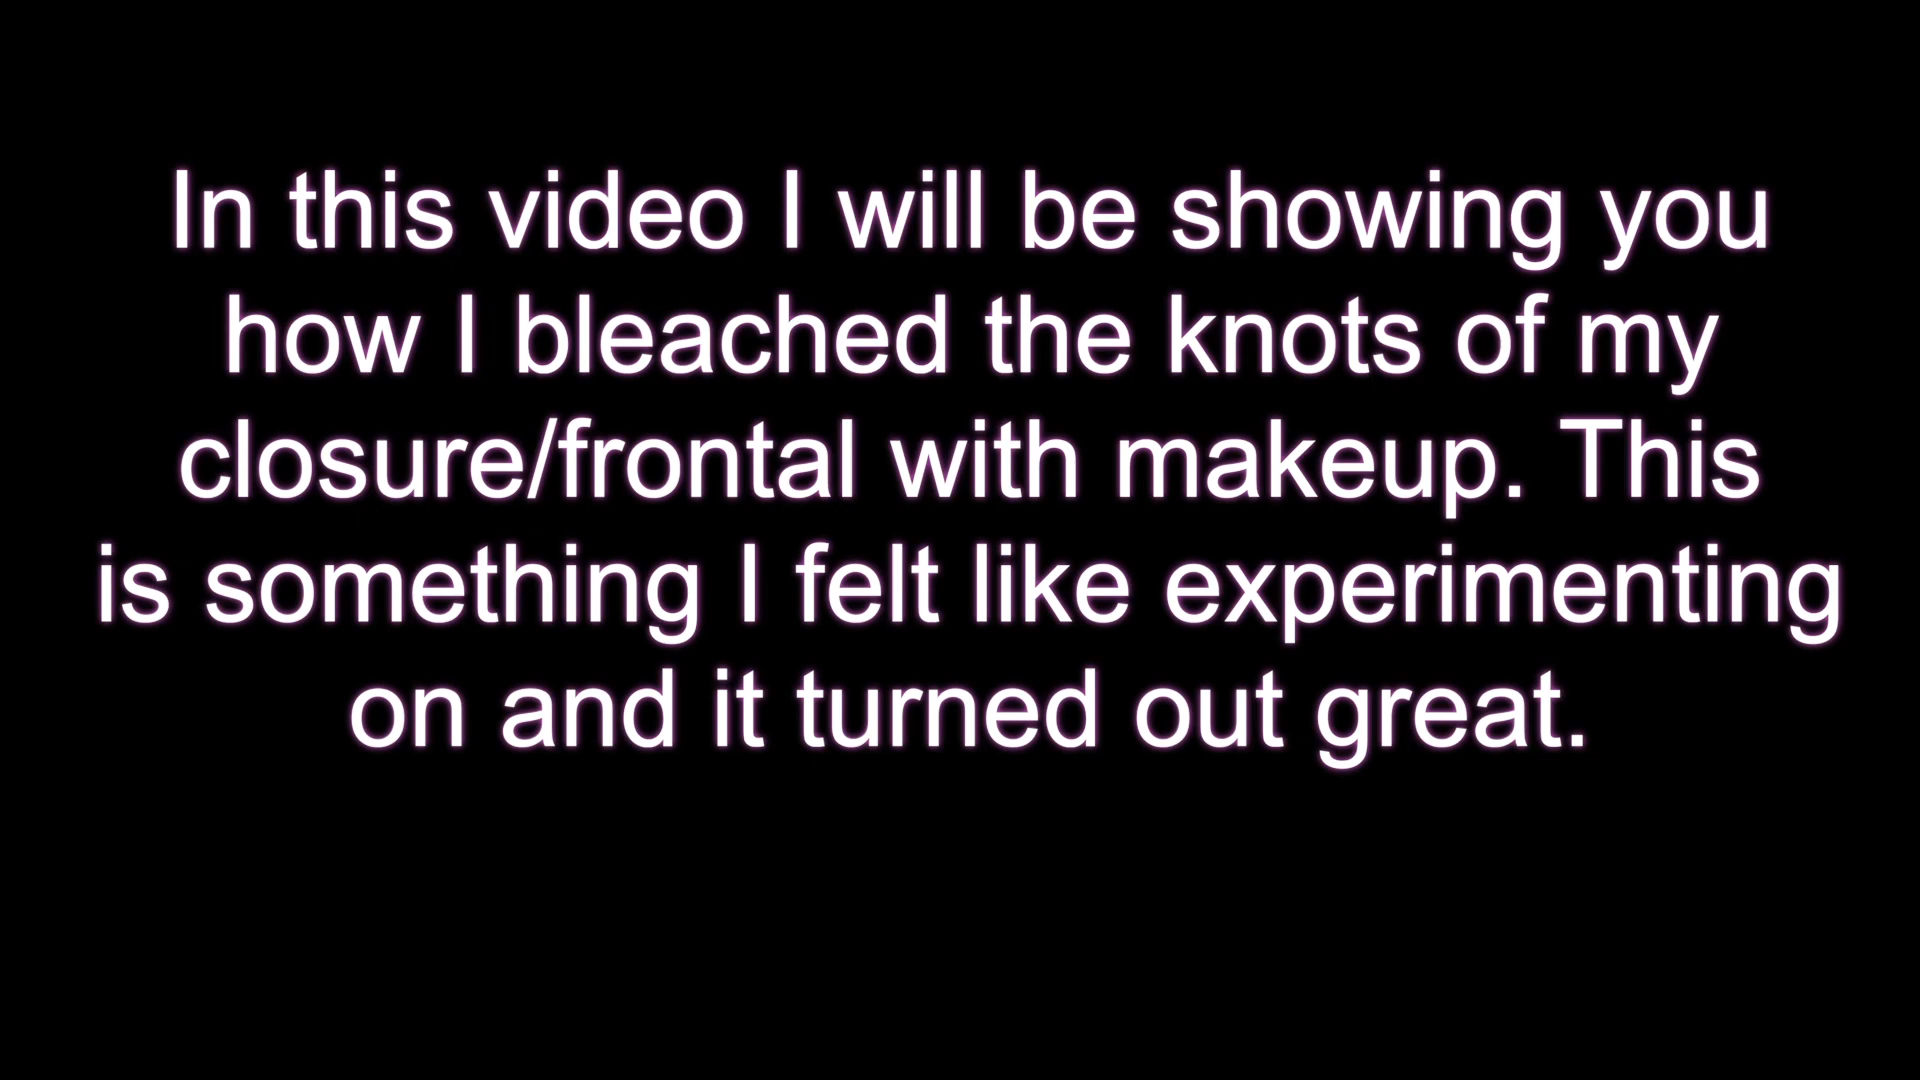 In this video I will be showing you
how I bleached the knots of my
closure/frontal with makeup. This
is something I felt like experimenting
on and it turned out great.